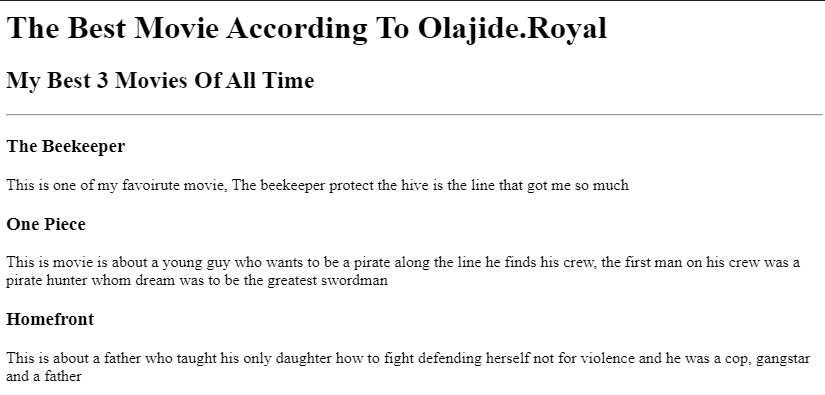 The Best Movie According To Olajide.Royal
My Best 3 Movies Of All Time
The Beekeeper
This is one of my favoirute movie, The beekeeper protect the hive is the line that got me so much
One Piece
This is movie is about a young guy who wants to be a pirate along the line he finds his crew, the first man on his crew was a
pirate hunter whom dream was to be the greatest swordman
Homefront
This is about a father who taught his only daughter how to fight defending herself not for violence and he was a cop, gangstar
and a father